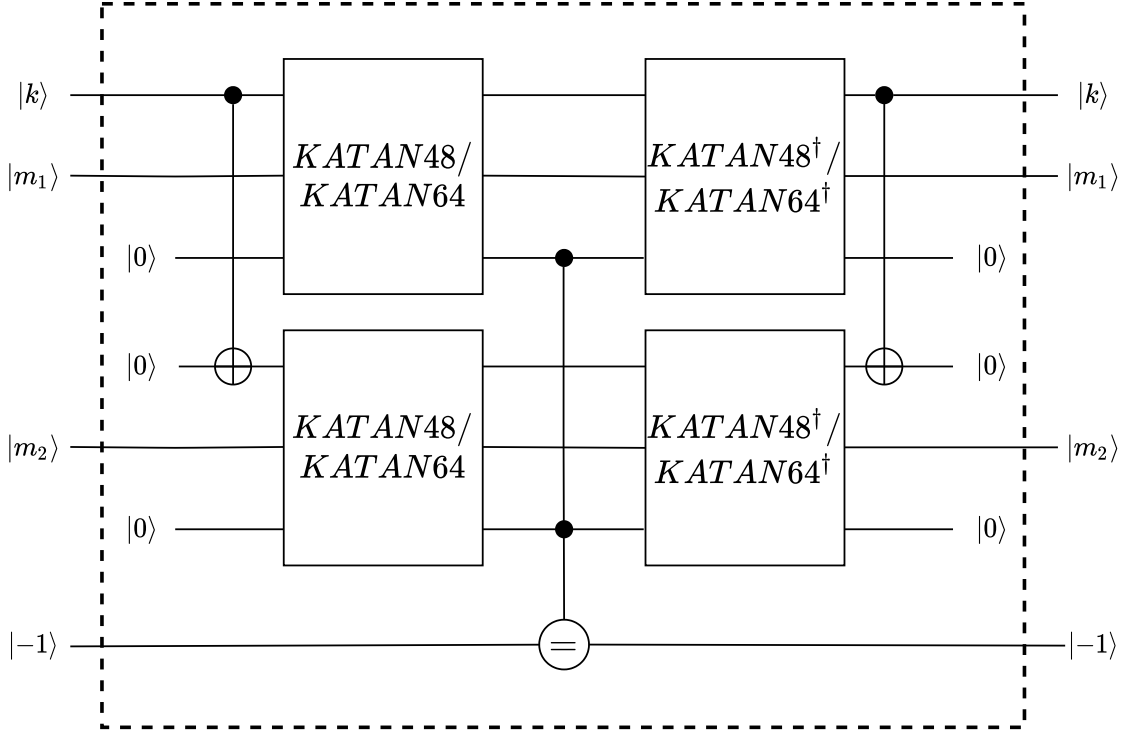 |k⟩ |k⟩
KATAN48/ KATAN48†/
|m₁⟩ |m₁⟩
KATAN64 KATAN64†
|0⟩ |0⟩
|0⟩ |0⟩
KATAN48/ KATAN48†/
|m₂⟩ |m₂⟩
KATAN64 KATAN64†
|0⟩ |0⟩
|−1⟩ = |−1⟩